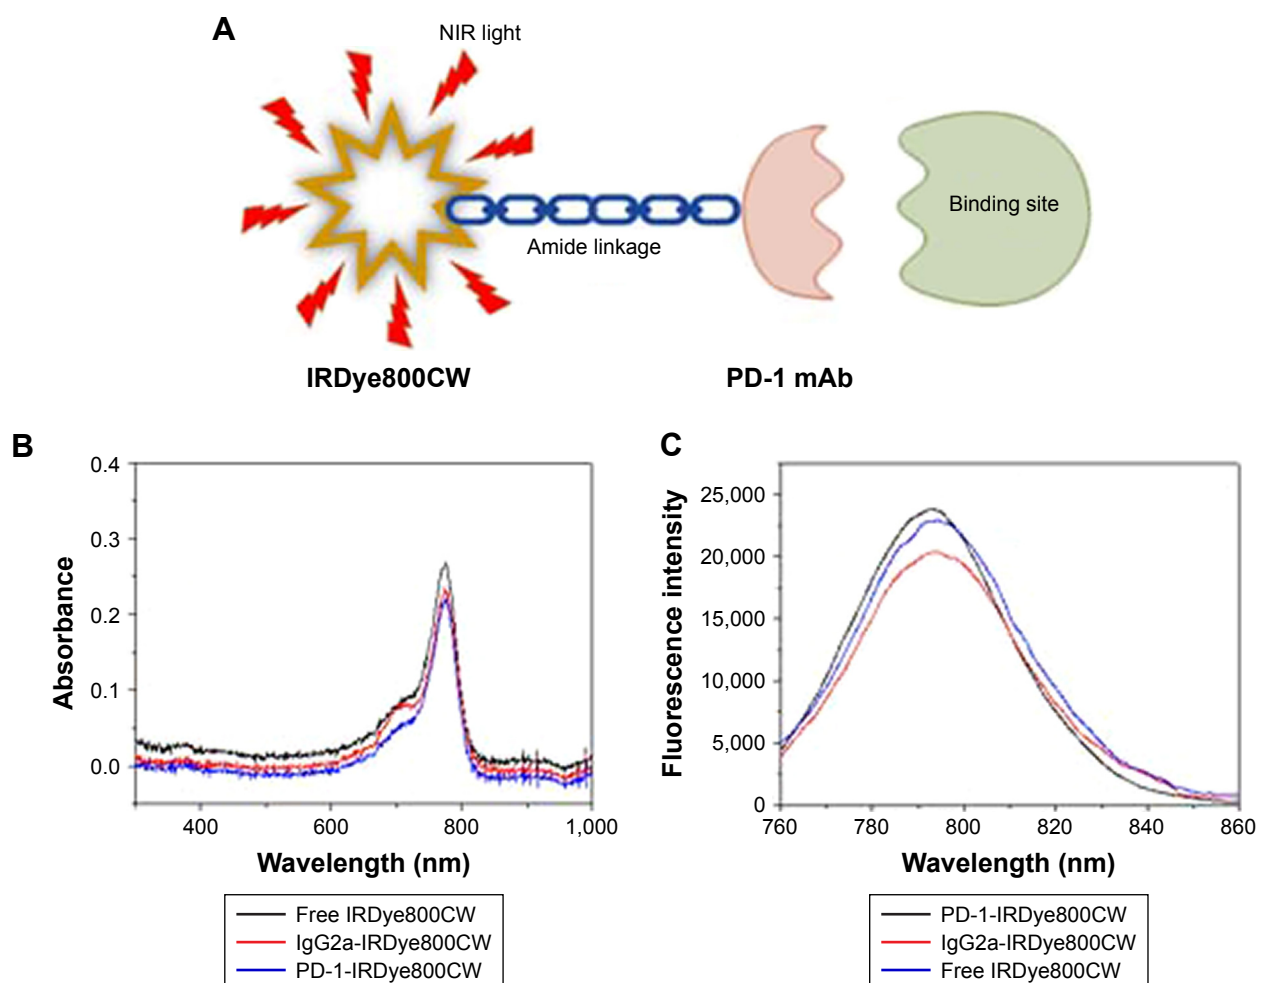 A
NIR light
Binding site
Amide linkage
IRDye800CW
PD-1 mAb
B
0.4
0.3
0.2
0.1
0.0
Absorbance
400
600
800
1,000
Wavelength (nm)
Free IRDye800CW
IgG2a-IRDye800CW
PD-1-IRDye800CW
C
25,000
20,000
15,000
10,000
5,000
0
Fluorescence intensity
760
780
800
820
840
860
Wavelength (nm)
PD-1-IRDye800CW
IgG2a-IRDye800CW
Free IRDye800CW